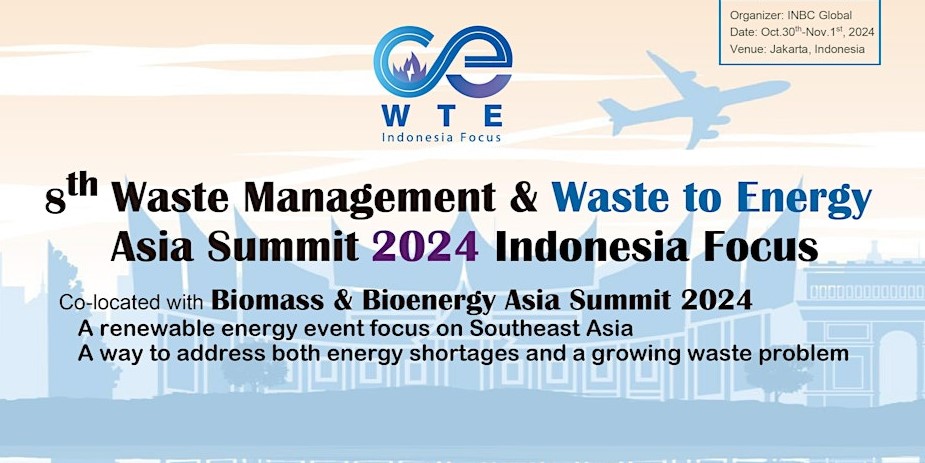 Organizer: INBC Global
Date: Oct.30th-Nov.1st, 2024
Venue: Jakarta, Indonesia
ce
WTE
Indonesia Focus
8th Waste Management & Waste to Energy
Asia Summit 2024 Indonesia Focus
Co-located with Biomass & Bioenergy Asia Summit 2024
A renewable energy event focus on Southeast Asia
A way to address both energy shortages and a growing waste problem